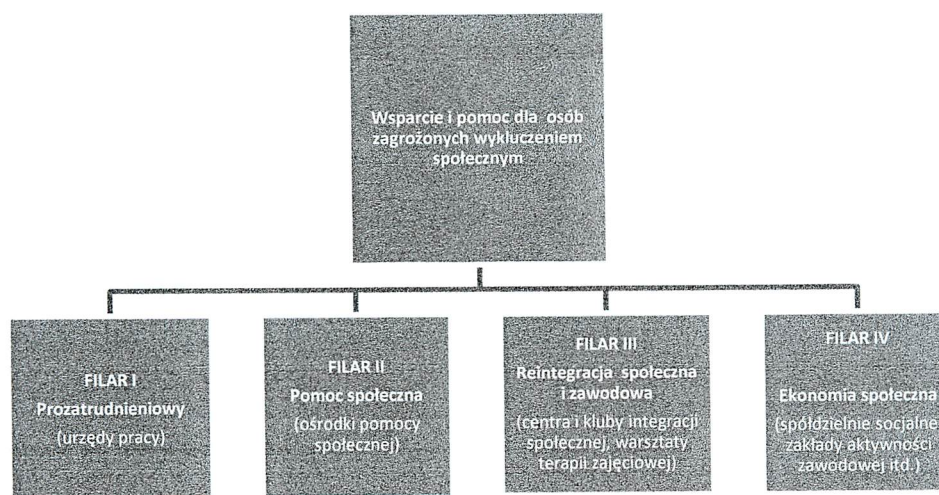 Wsparcie i pomoc dla osób
zagrożonych wykluczeniem
społecznym
FILAR I
Prozatrudnieniowy
(urzędy pracy)
FILAR II
Pomoc społeczna
(ośrodki pomocy
społecznej)
FILAR III
Reintegracja społeczna
i zawodowa
(centra i kluby integracji
społecznej, warsztaty
terapii zajęciowej)
FILAR IV
Ekonomia społeczna
(spółdzielnie socjalne,
zakłady aktywności
zawodowej itd.)